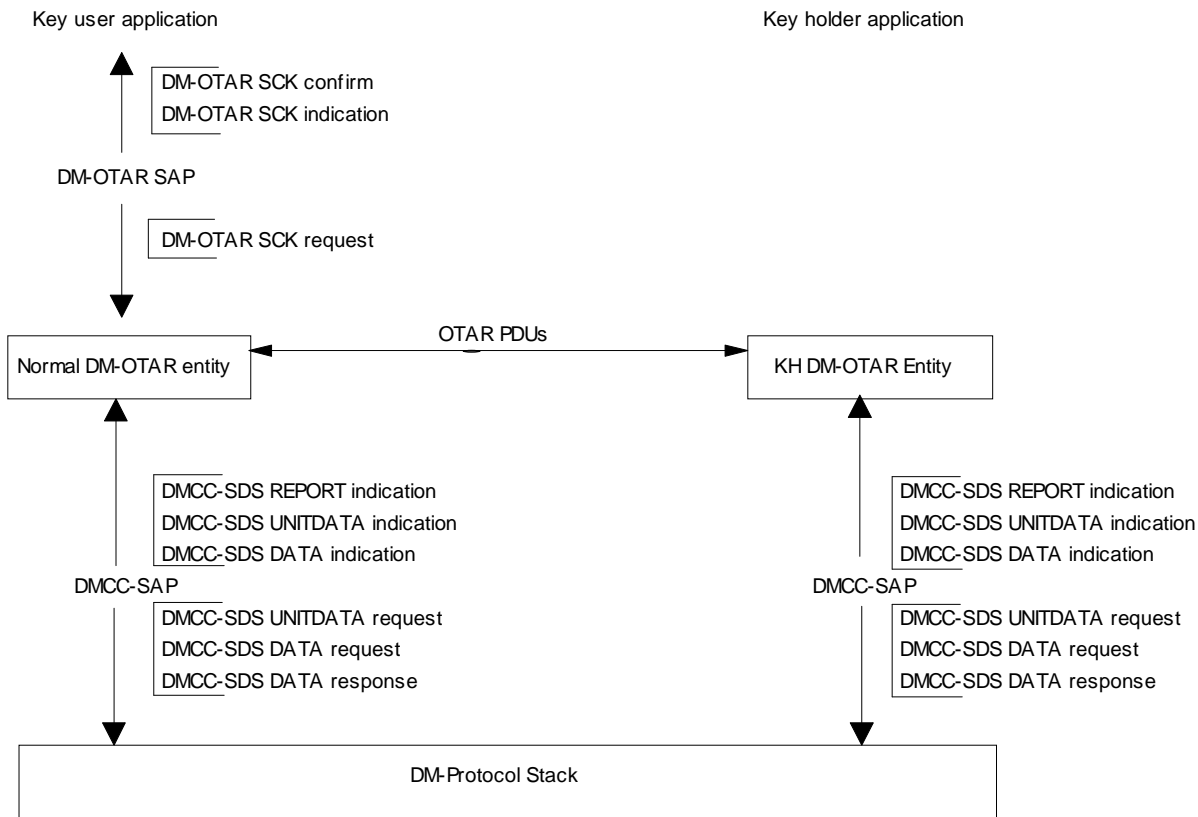 Key user application
Key holder application
DM-OTAR SCK confirm
DM-OTAR SCK indication
DM-OTAR SAP
DM-OTAR SCK request
OTAR PDUs
Normal DM-OTAR entity
KH DM-OTAR Entity
DMCC-SDS REPORT indication
DMCC-SDS UNITDATA indication
DMCC-SDS DATA indication
DMCC-SAP
DMCC-SDS UNITDATA request
DMCC-SDS DATA request
DMCC-SDS DATA response
DMCC-SDS REPORT indication
DMCC-SDS UNITDATA indication
DMCC-SDS DATA indication
DMCC-SAP
DMCC-SDS UNITDATA request
DMCC-SDS DATA request
DMCC-SDS DATA response
DM-Protocol Stack